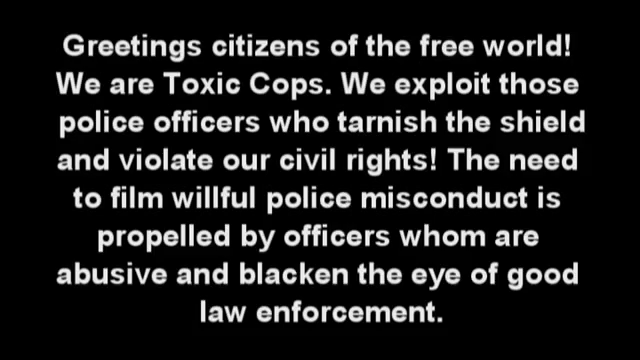 Greetings citizens of the free world!
We are Toxic Cops. We exploit those
police officers who tarnish the shield
and violate our civil rights! The need
to film willful police misconduct is
propelled by officers whom are
abusive and blacken the eye of good
law enforcement.